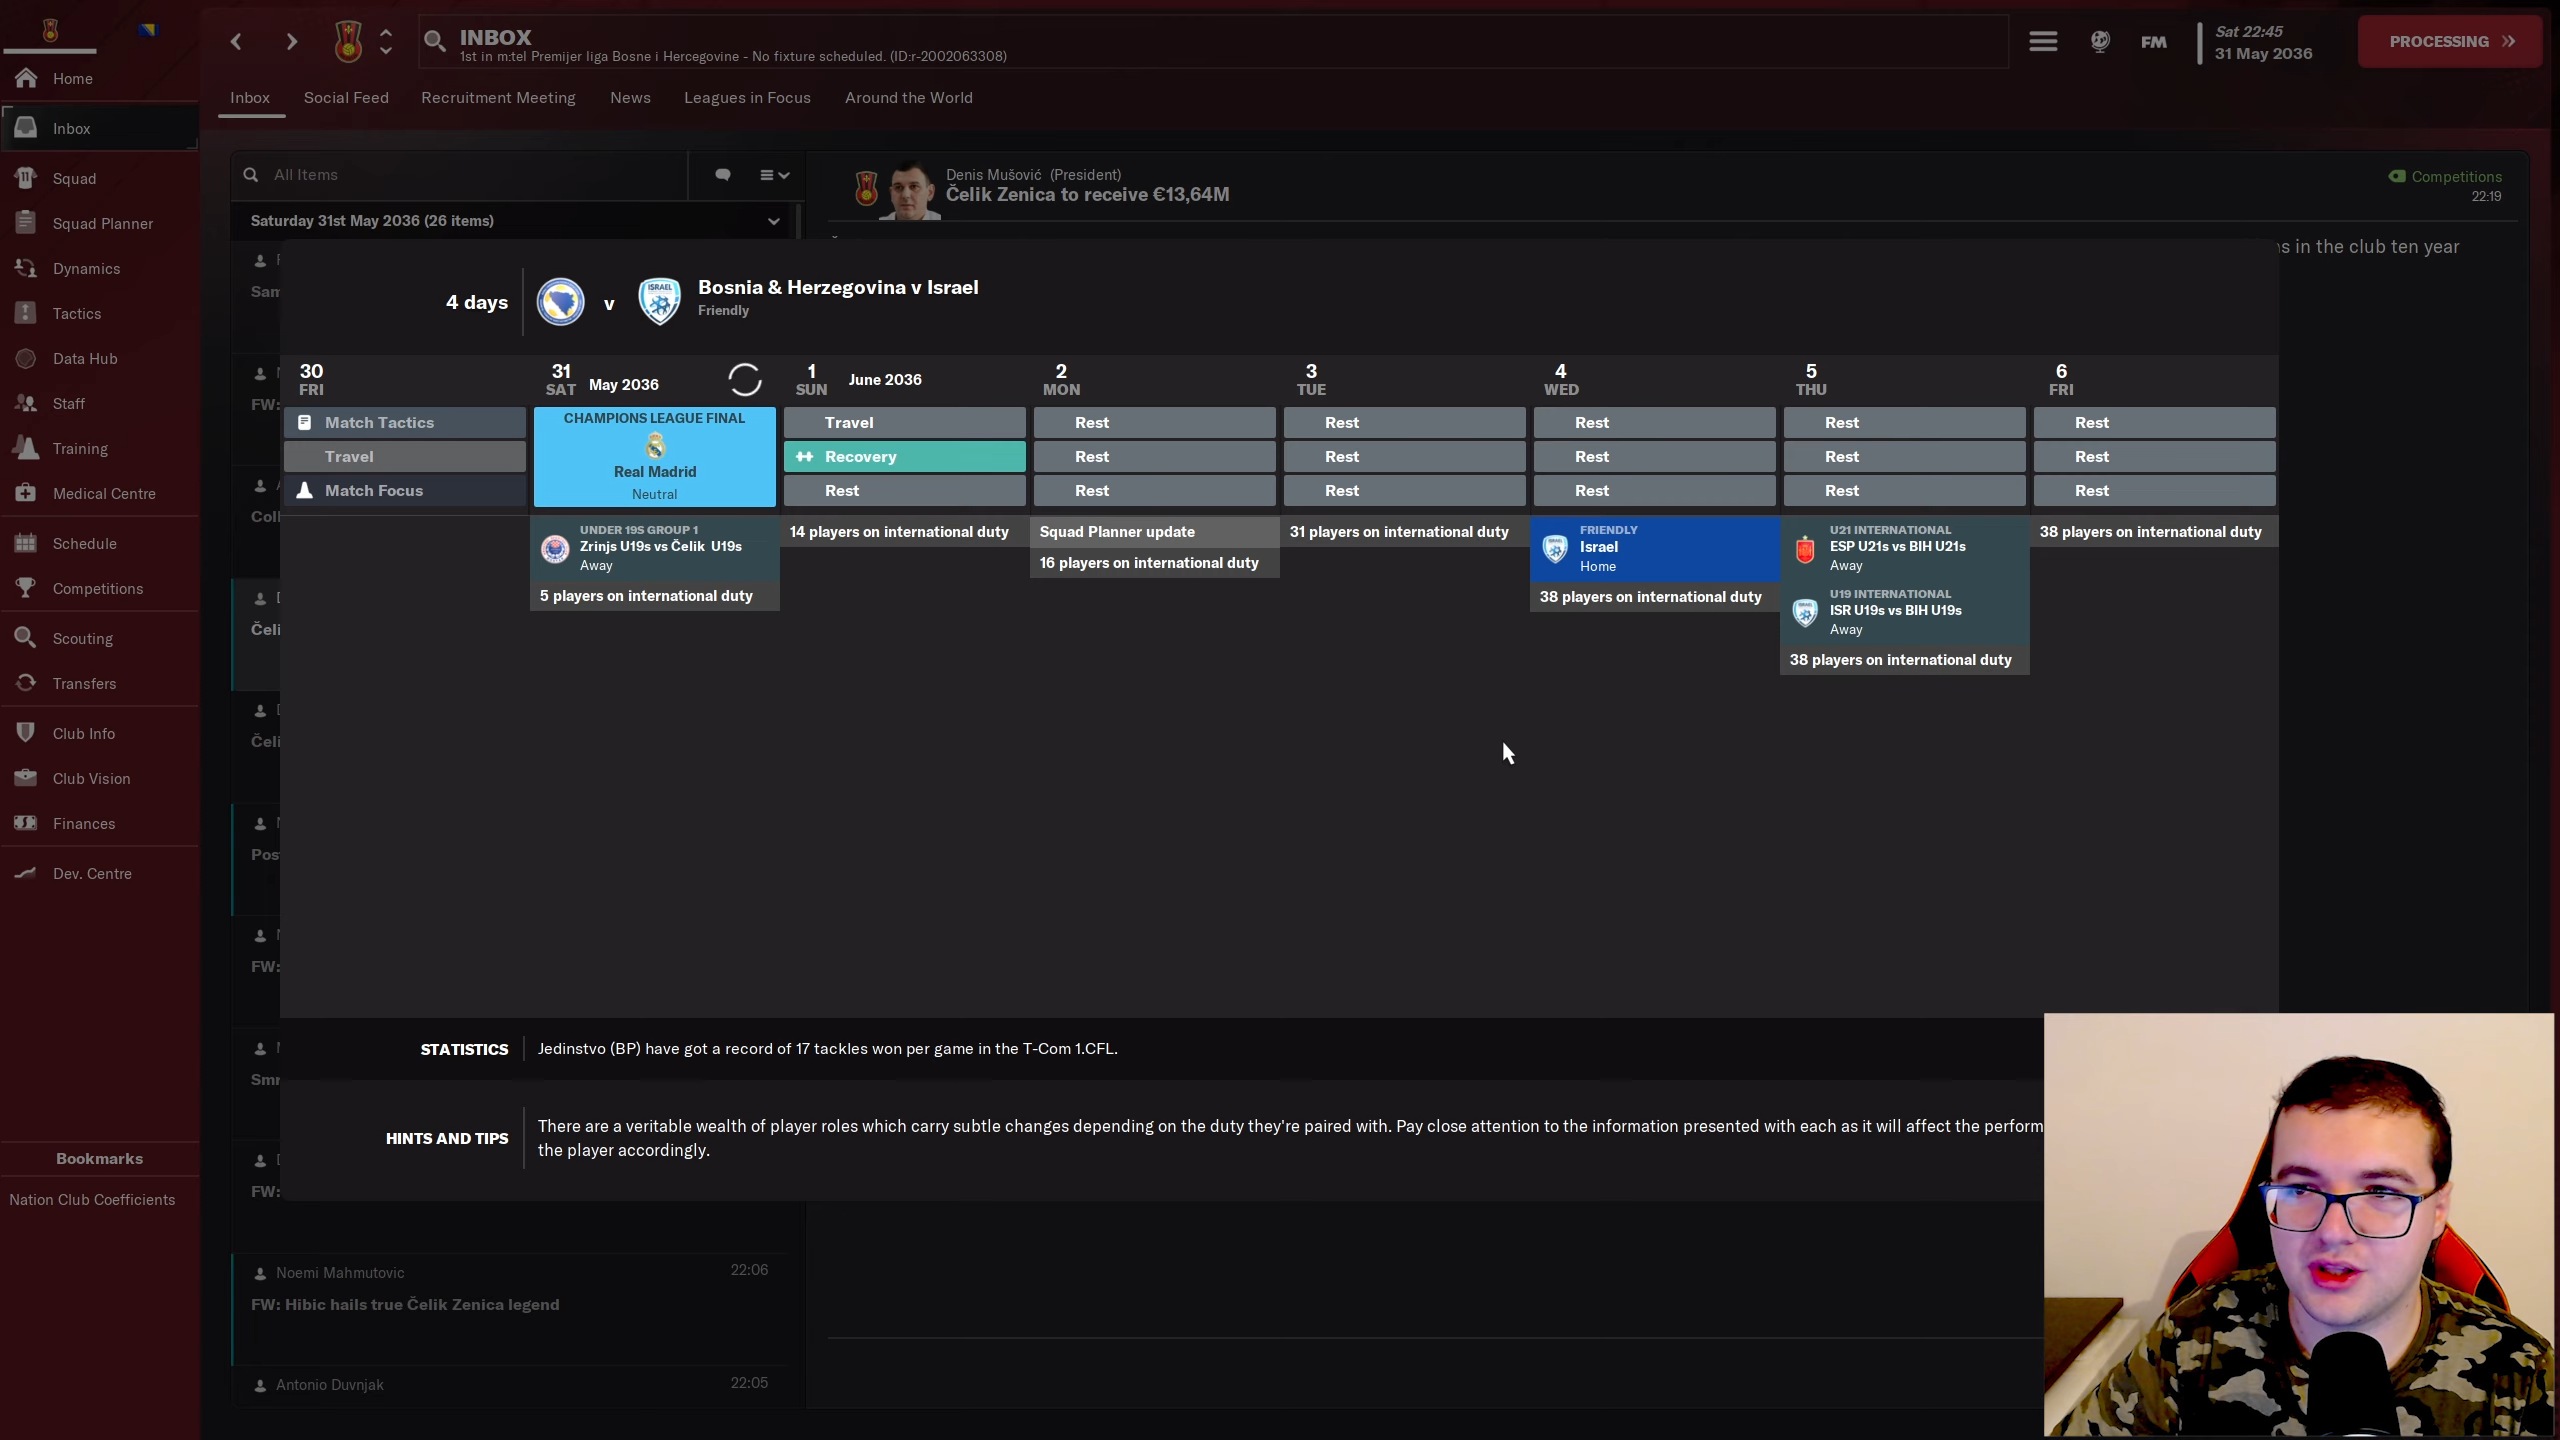 INBOX
1st in m:tel Premijer liga Bosne i Hercegovine - No fixture scheduled. (ID:r-2002063308)
FM
Sat 22:45
31 May 2036
PROCESSING
Home
Inbox
Squad
Squad Planner
Dynamics
Tactics
Data Hub
Staff
Training
Medical Centre
Schedule
Competitions
Scouting
Transfers
Club Info
Club Vision
Finances
Dev. Centre
Bookmarks
Nation Club Coefficients
Inbox Social Feed Recruitment Meeting News Leagues in Focus Around the World
All Items
Saturday 31st May 2036 (26 items)
Denis Mušović (President)
Čelik Zenica to receive €13,64M
Competitions
22:19
s in the club ten year
4 days
v
Bosnia & Herzegovina v Israel
Friendly
30 FRI
Match Tactics
Travel
Match Focus
31 SAT May 2036
CHAMPIONS LEAGUE FINAL
Real Madrid
Neutral
UNDER 19S GROUP 1
Zrinjs U19s vs Čelik U19s
Away
5 players on international duty
1 SUN June 2036
Travel
Recovery
Rest
14 players on international duty
2 MON
Rest
Rest
Rest
Squad Planner update
16 players on international duty
3 TUE
Rest
Rest
Rest
31 players on international duty
4 WED
Rest
Rest
Rest
FRIENDLY
Israel
Home
38 players on international duty
5 THU
Rest
Rest
Rest
U21 INTERNATIONAL
ESP U21s vs BIH U21s
Away
U19 INTERNATIONAL
ISR U19s vs BIH U19s
Away
38 players on international duty
6 FRI
Rest
Rest
Rest
38 players on international duty
STATISTICS
Jedinstvo (BP) have got a record of 17 tackles won per game in the T-Com 1.CFL.
HINTS AND TIPS
There are a veritable wealth of player roles which carry subtle changes depending on the duty they're paired with. Pay close attention to the information presented with each as it will affect the perform
the player accordingly.
Sam
FW:
Coll
Čeli
Čeli
Pos
FW:
Smr
FW:
Noemi Mahmutovic
22:06
FW: Hibic hails true Čelik Zenica legend
Antonio Duvnjak
22:05